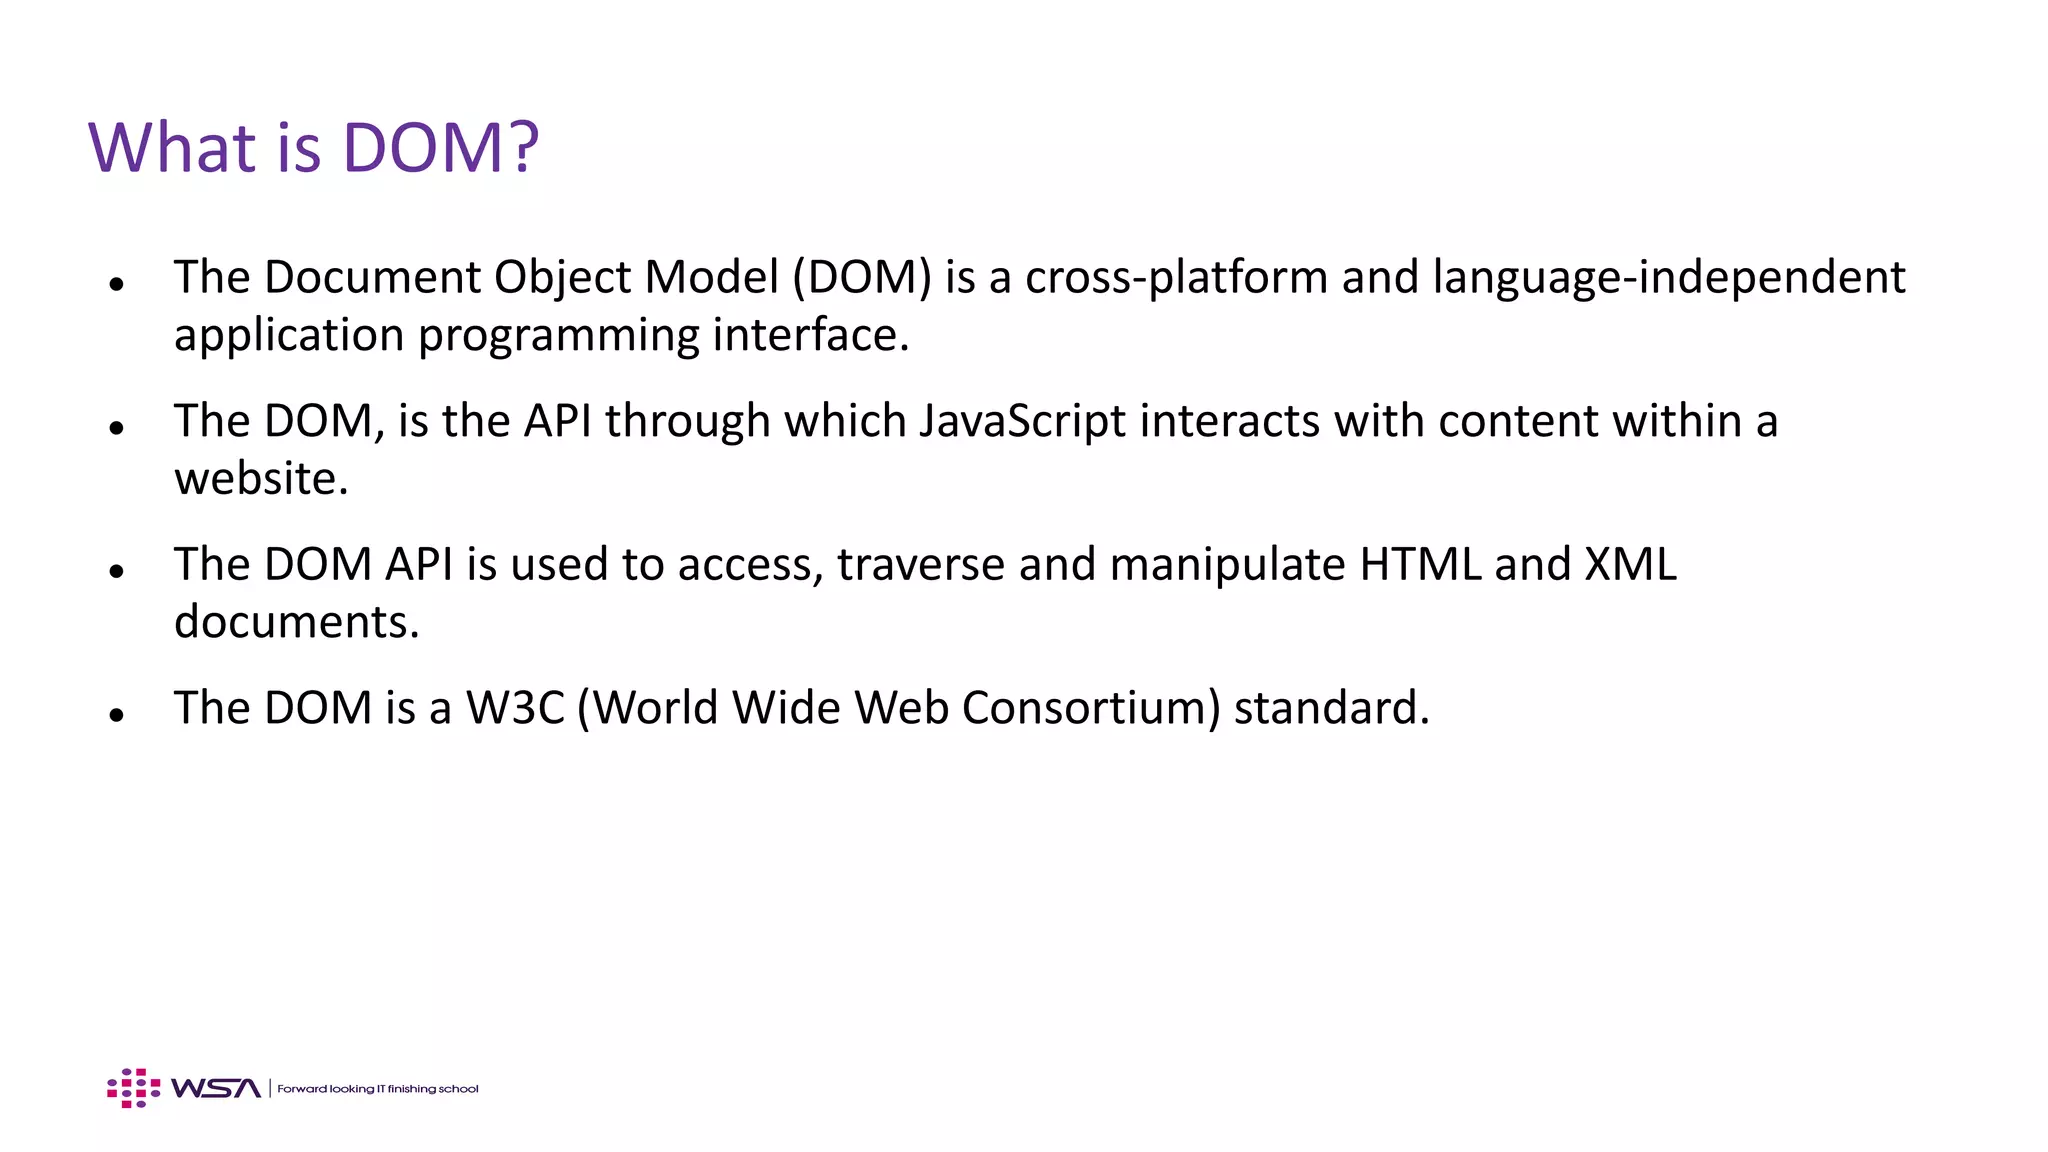 What is DOM?
● The Document Object Model (DOM) is a cross-platform and language-independent
application programming interface.
● The DOM, is the API through which JavaScript interacts with content within a
website.
● The DOM API is used to access, traverse and manipulate HTML and XML
documents.
● The DOM is a W3C (World Wide Web Consortium) standard.
WSA | Forward looking IT finishing school